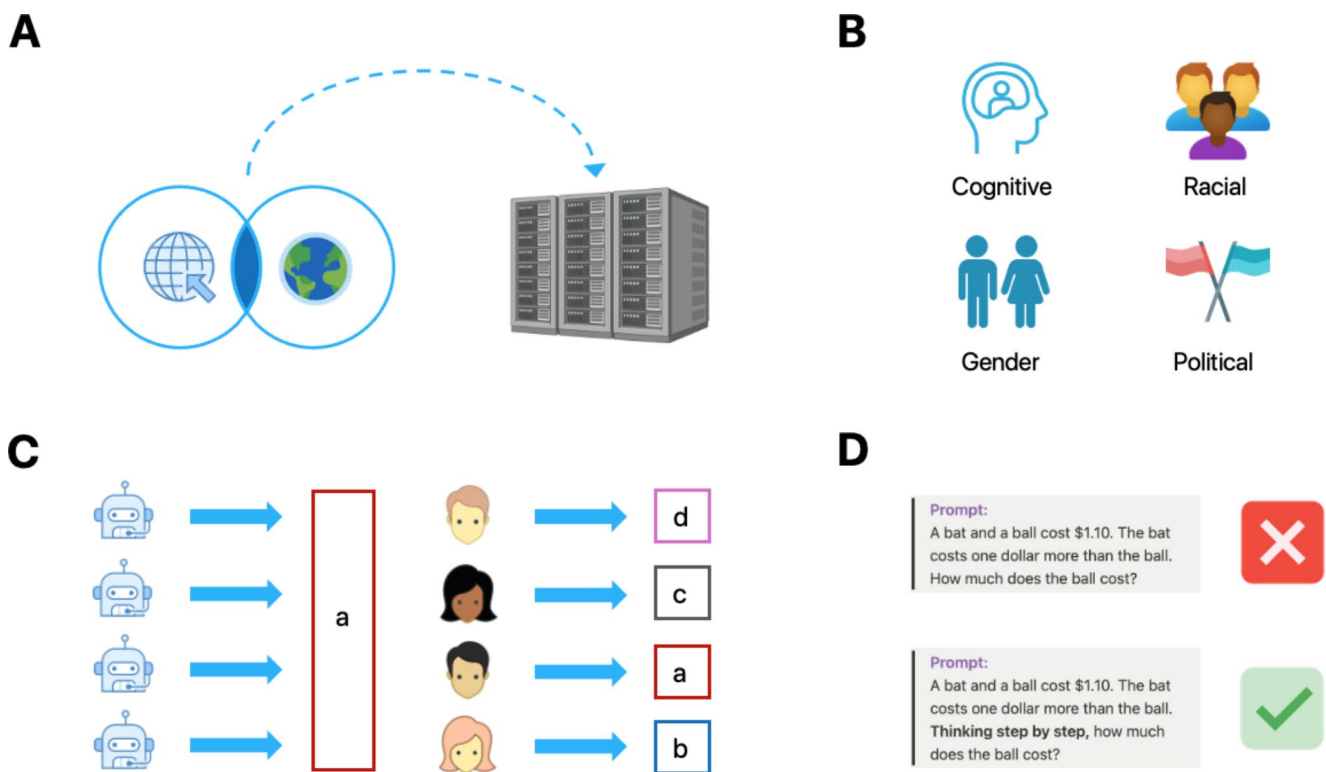 A
B
Cognitive
Racial
Gender
Political
C
a
d
c
a
b
D
Prompt:
A bat and a ball cost $1.10. The bat
costs one dollar more than the ball.
How much does the ball cost?
Prompt:
A bat and a ball cost $1.10. The bat
costs one dollar more than the ball.
Thinking step by step, how much
does the ball cost?